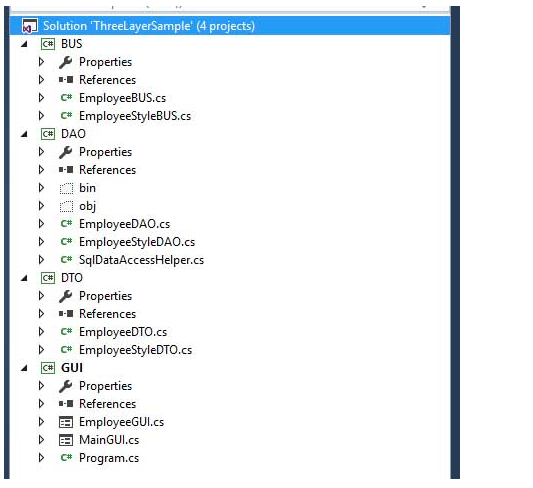 Solution 'ThreeLayerSample' (4 projects)
C# BUS
Properties
References
C# EmployeeBUS.cs
C# EmployeeStyleBUS.cs
C# DAO
Properties
References
bin
obj
C# EmployeeDAO.cs
C# EmployeeStyleDAO.cs
C# SqlDataAccessHelper.cs
C# DTO
Properties
References
C# EmployeeDTO.cs
C# EmployeeStyleDTO.cs
C# GUI
Properties
References
EmployeeGUI.cs
MainGUI.cs
C# Program.cs